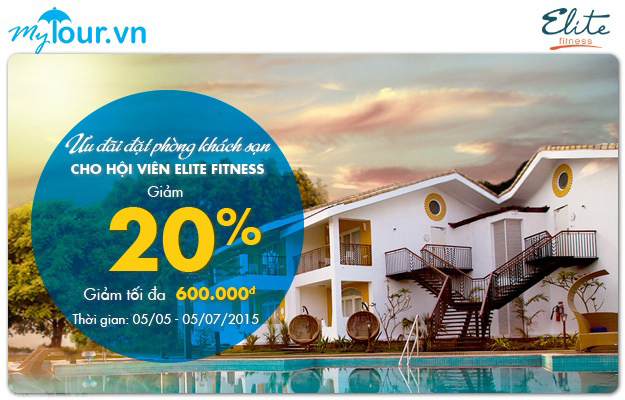 MyTour.vn
Elite
fitness
Ưu đãi đặt phòng khách sạn
CHO HỘI VIÊN ELITE FITNESS
Giảm
20%
Giảm tối đa 600.000đ
Thời gian: 05/05 - 05/07/2015